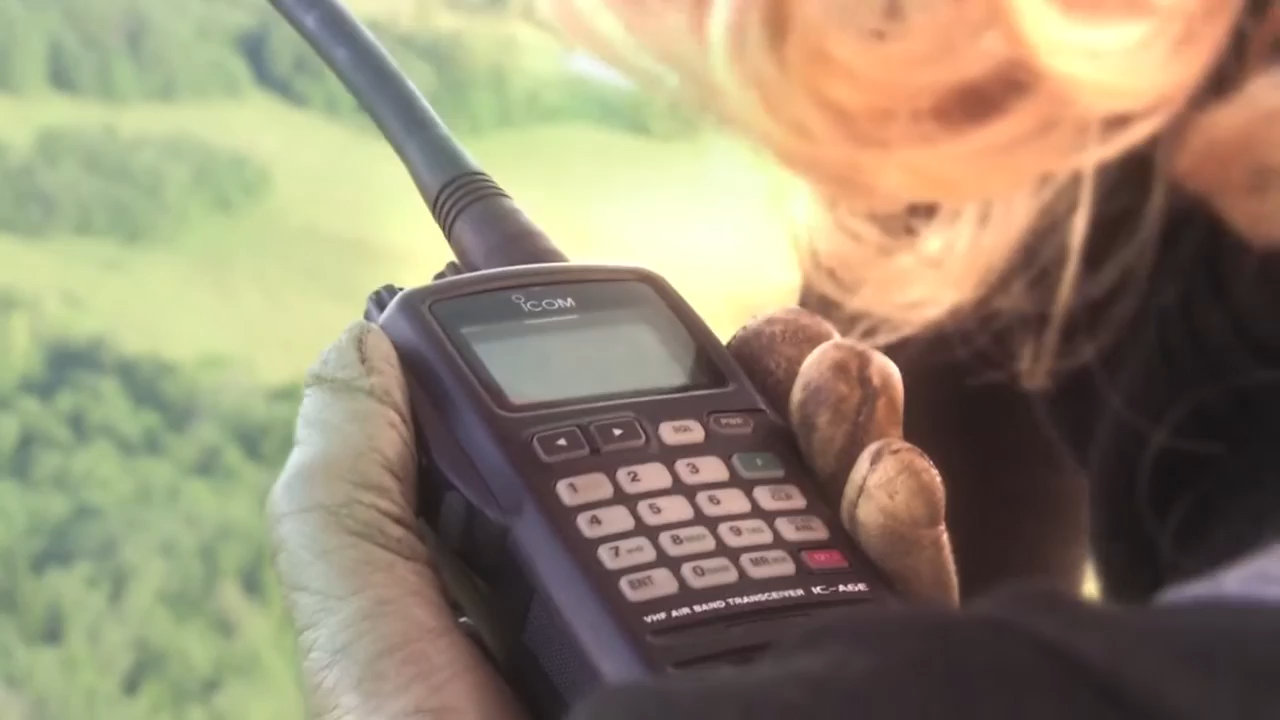 iCOM
◄ ► SQL PWR
1 2 3 F
4 5 6 CLR
7 8 9
ENT 0 MR
VHF AIR BAND TRANSCEIVER IC-A6E